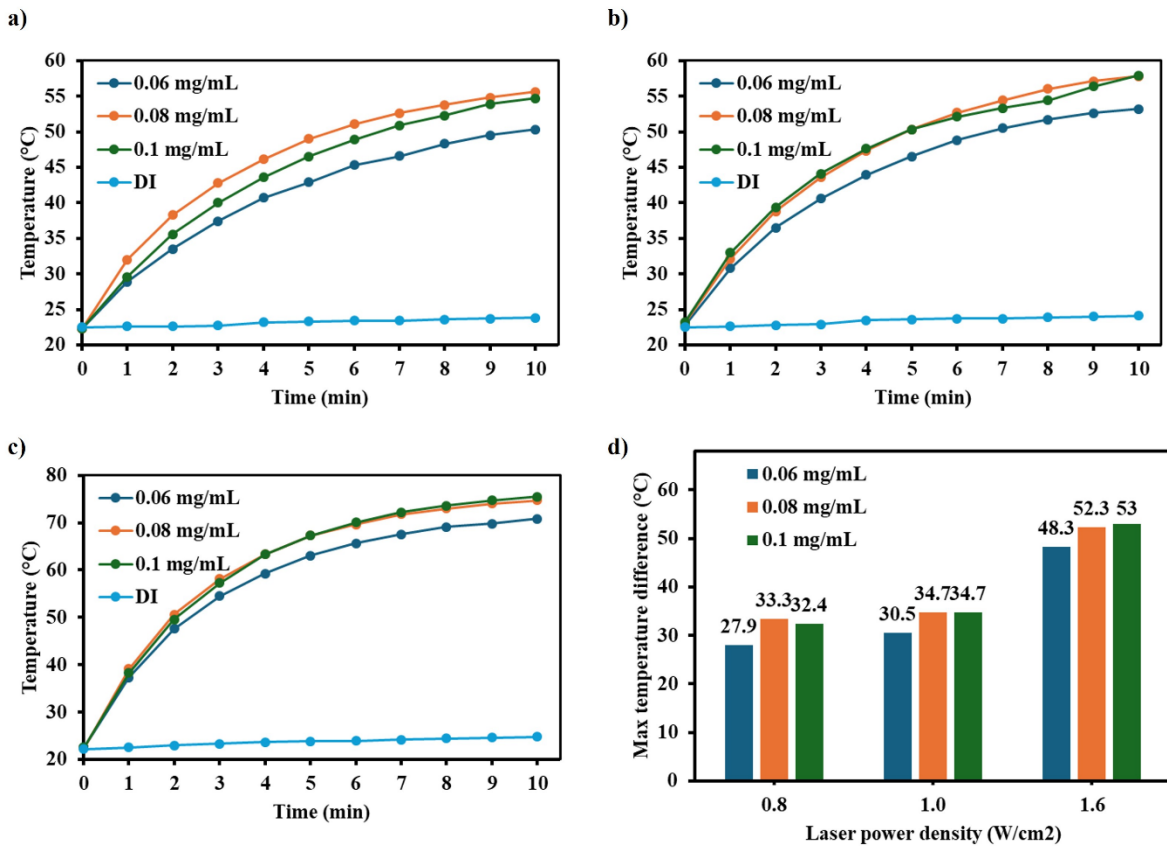 a)
60
55
50
45
40
35
30
25
20
Temperature (°C)
0.06 mg/mL
0.08 mg/mL
0.1 mg/mL
DI
0 1 2 3 4 5 6 7 8 9 10
Time (min)
b)
60
55
50
45
40
35
30
25
20
Temperature (°C)
0.06 mg/mL
0.08 mg/mL
0.1 mg/mL
DI
0 1 2 3 4 5 6 7 8 9 10
Time (min)
c)
80
70
60
50
40
30
20
Temperature (°C)
0.06 mg/mL
0.08 mg/mL
0.1 mg/mL
DI
0 1 2 3 4 5 6 7 8 9 10
Time (min)
d)
60
50
40
30
20
10
0
Max temperature difference (°C)
0.06 mg/mL
0.08 mg/mL
0.1 mg/mL
27.9 33.3 32.4
30.5 34.7 34.7
48.3 52.3 53
0.8 1.0 1.6
Laser power density (W/cm2)